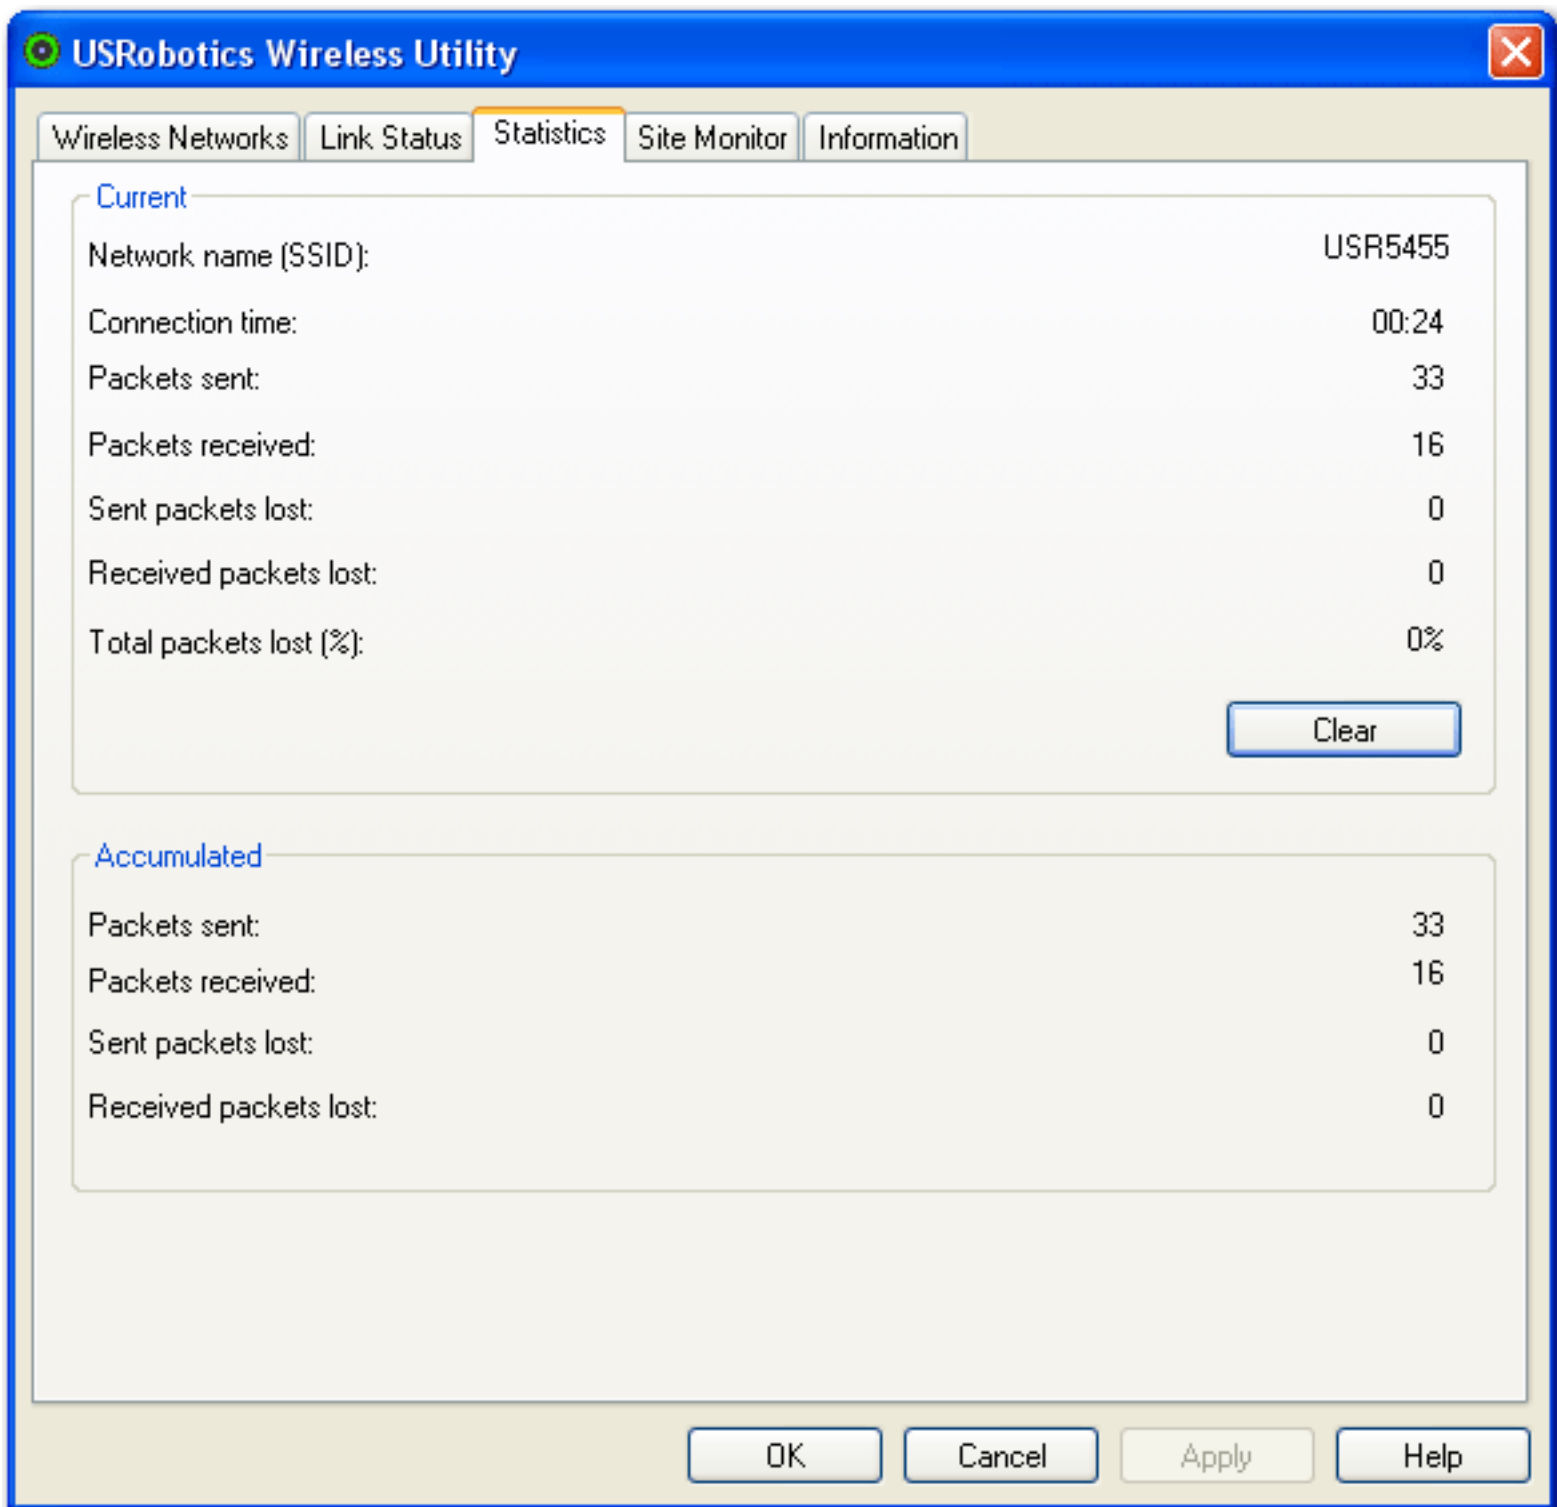 USRobotics Wireless Utility
Wireless Networks Link Status Statistics Site Monitor Information
Current
Network name (SSID): USR5455
Connection time: 00:24
Packets sent: 33
Packets received: 16
Sent packets lost: 0
Received packets lost: 0
Total packets lost (%): 0%
Clear
Accumulated
Packets sent: 33
Packets received: 16
Sent packets lost: 0
Received packets lost: 0
OK Cancel Apply Help